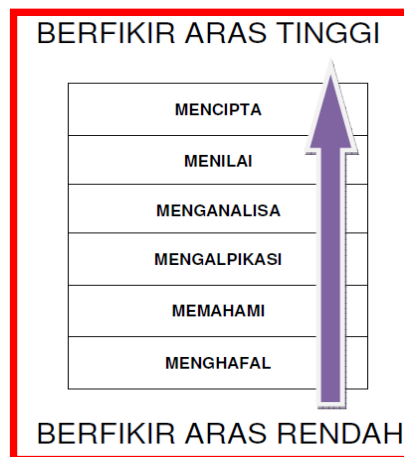 BERFIKIR ARAS TINGGI
MENCIPTA
MENILAI
MENGANALISA
MENGALPIKASI
MEMAHAMI
MENGHAFAL
BERFIKIR ARAS RENDAH